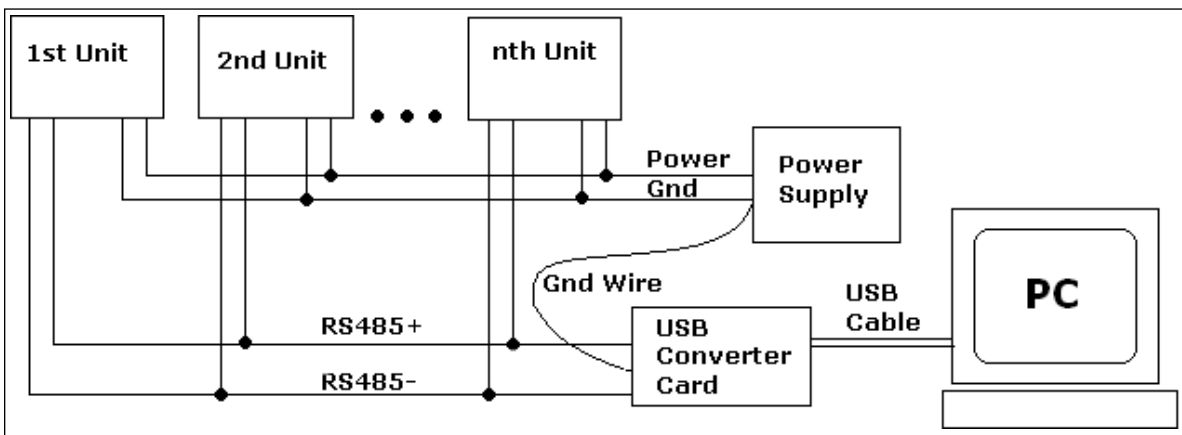 1st Unit
2nd Unit
nth Unit
Power
Gnd
Power
Supply
Gnd Wire
USB
Cable
PC
RS485+
RS485-
USB
Converter
Card